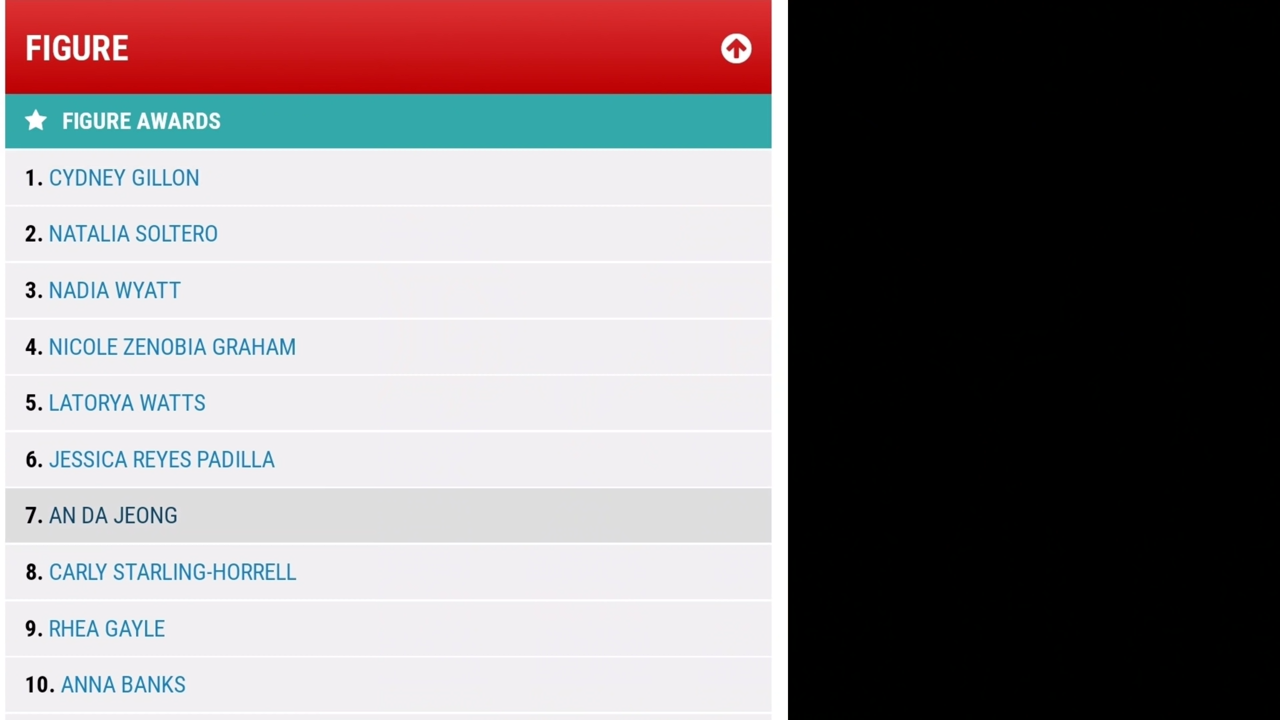 FIGURE
FIGURE AWARDS
1. CYDNEY GILLON
2. NATALIA SOLTERO
3. NADIA WYATT
4. NICOLE ZENOBIA GRAHAM
5. LATORYA WATTS
6. JESSICA REYES PADILLA
7. AN DA JEONG
8. CARLY STARLING-HORRELL
9. RHEA GAYLE
10. ANNA BANKS